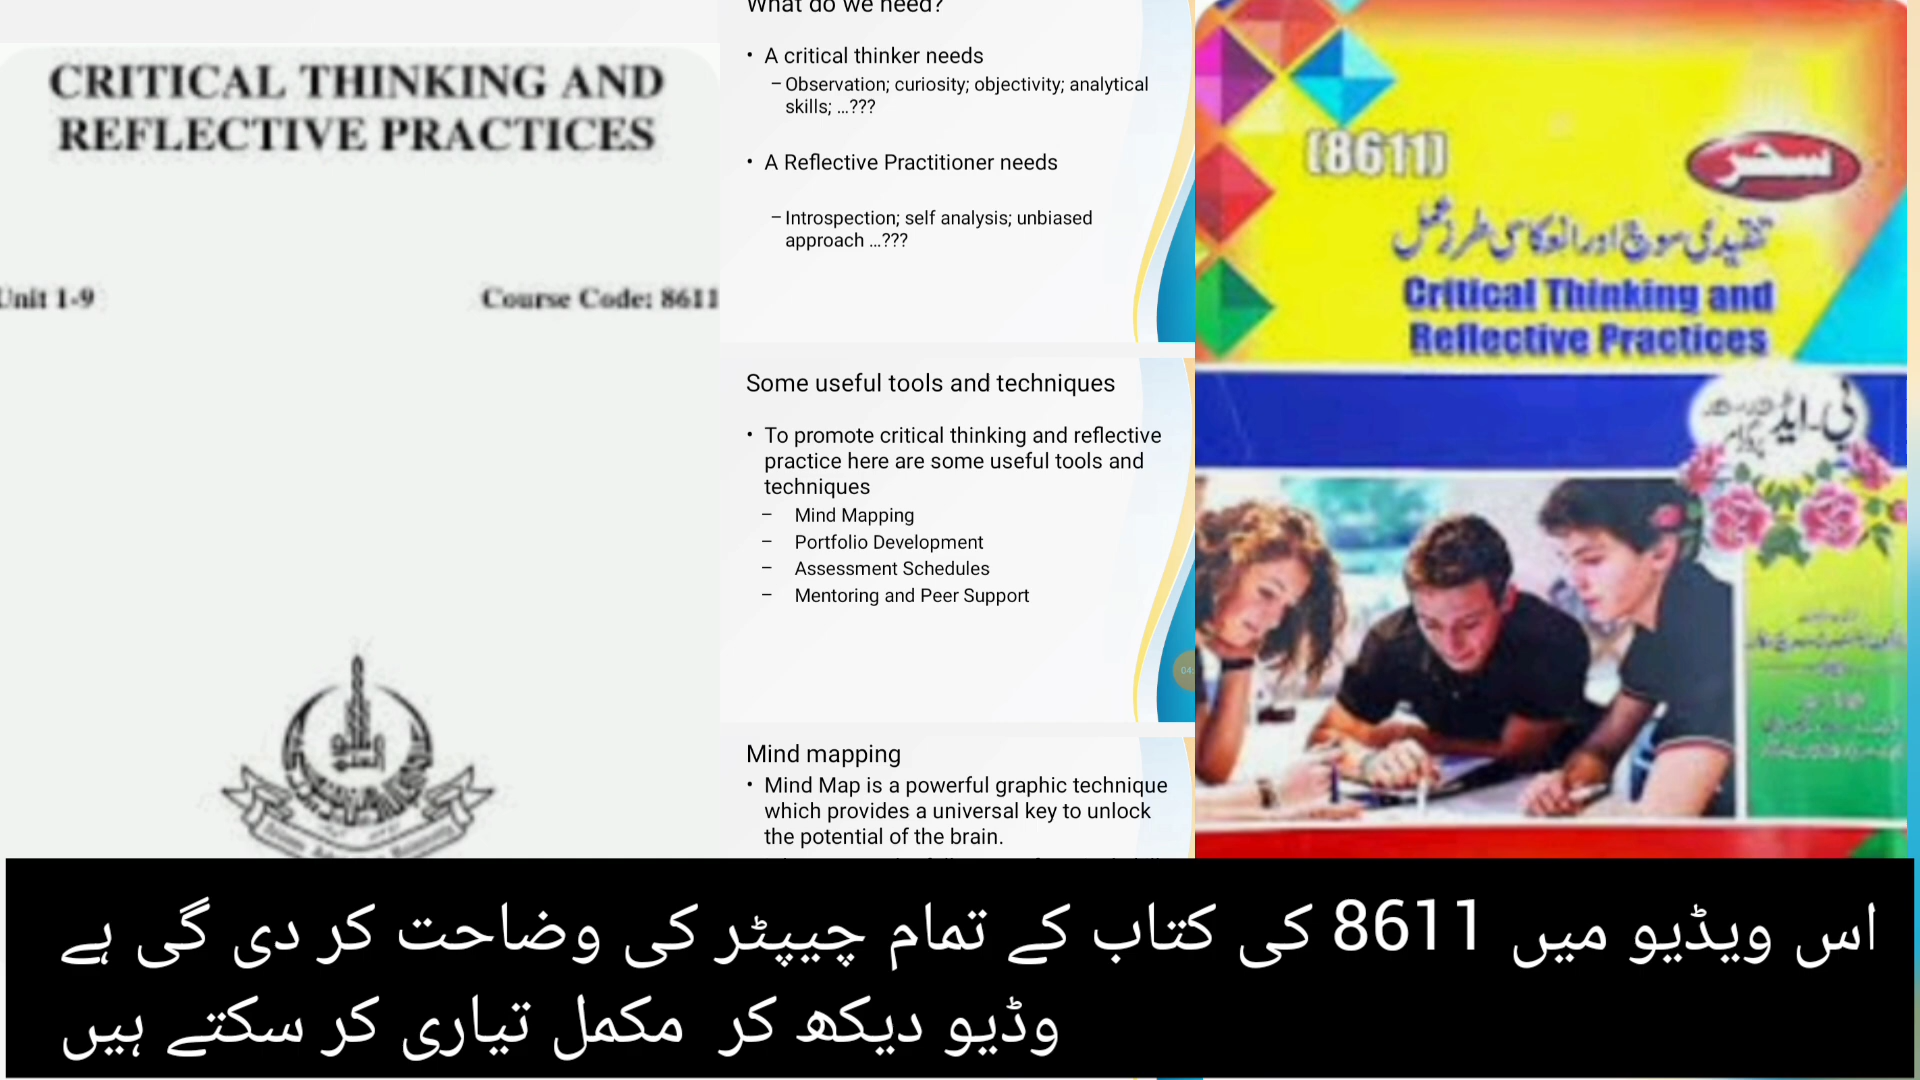 CRITICAL THINKING AND
REFLECTIVE PRACTICES
Unit 1-9
Course Code: 8611
What do we need?
• A critical thinker needs
– Observation; curiosity; objectivity; analytical
skills; ...???
• A Reflective Practitioner needs
– Introspection; self analysis; unbiased
approach ...???
Some useful tools and techniques
• To promote critical thinking and reflective
practice here are some useful tools and
techniques
– Mind Mapping
– Portfolio Development
– Assessment Schedules
– Mentoring and Peer Support
Mind mapping
• Mind Map is a powerful graphic technique
which provides a universal key to unlock
the potential of the brain.
(8611)
سحر
تنقیدی سوچ اور انعکاسی طرز عمل
Critical Thinking and
Reflective Practices
بی۔ایڈ
اس ویڈیو میں 8611 کی کتاب کے تمام چیپٹر کی وضاحت کر دی گی ہے
وڈیو دیکھ کر مکمل تیاری کر سکتے ہیں